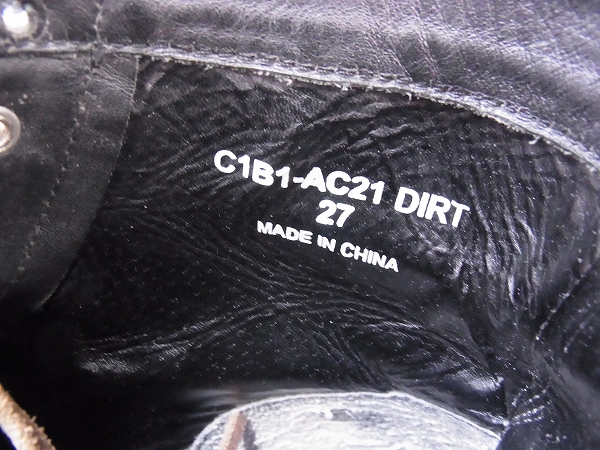 C1B1-AC21 DIRT
27
MADE IN CHINA